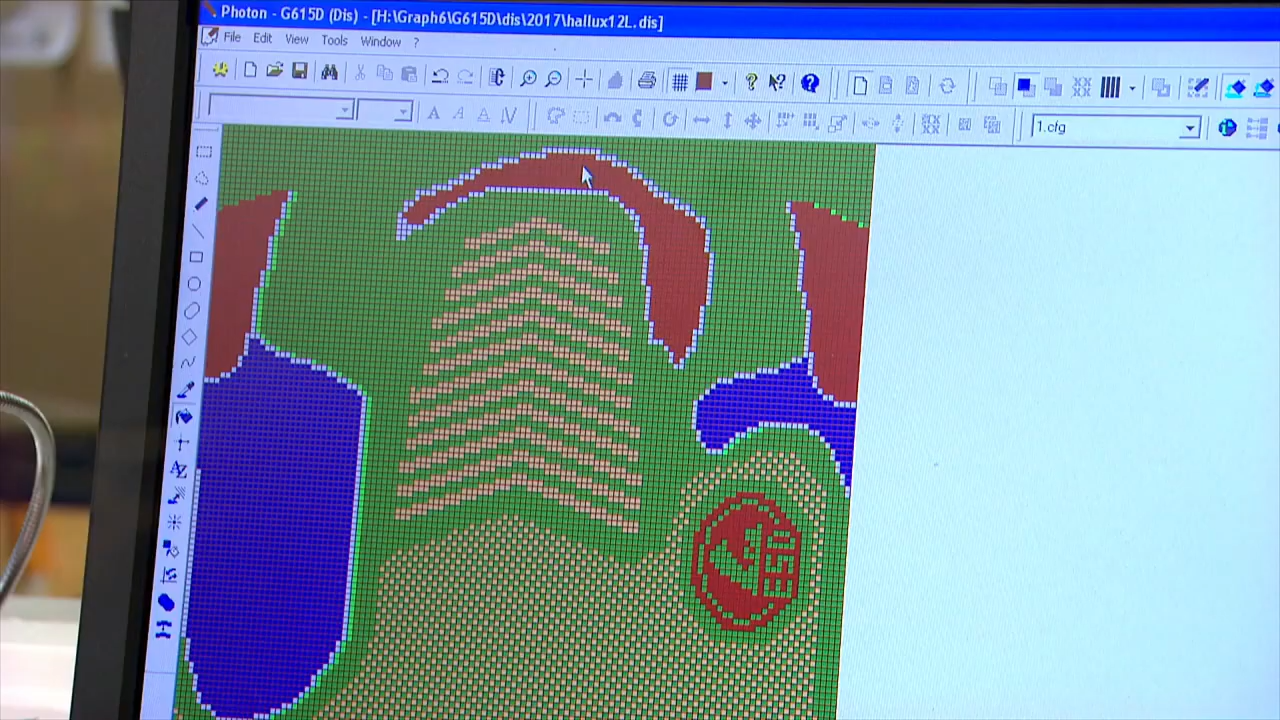 Photon - G615D (Dis) - [H:\Graph6\G615D\dis\2017\hallux12L.dis]
File Edit View Tools Window ?
1.cfg